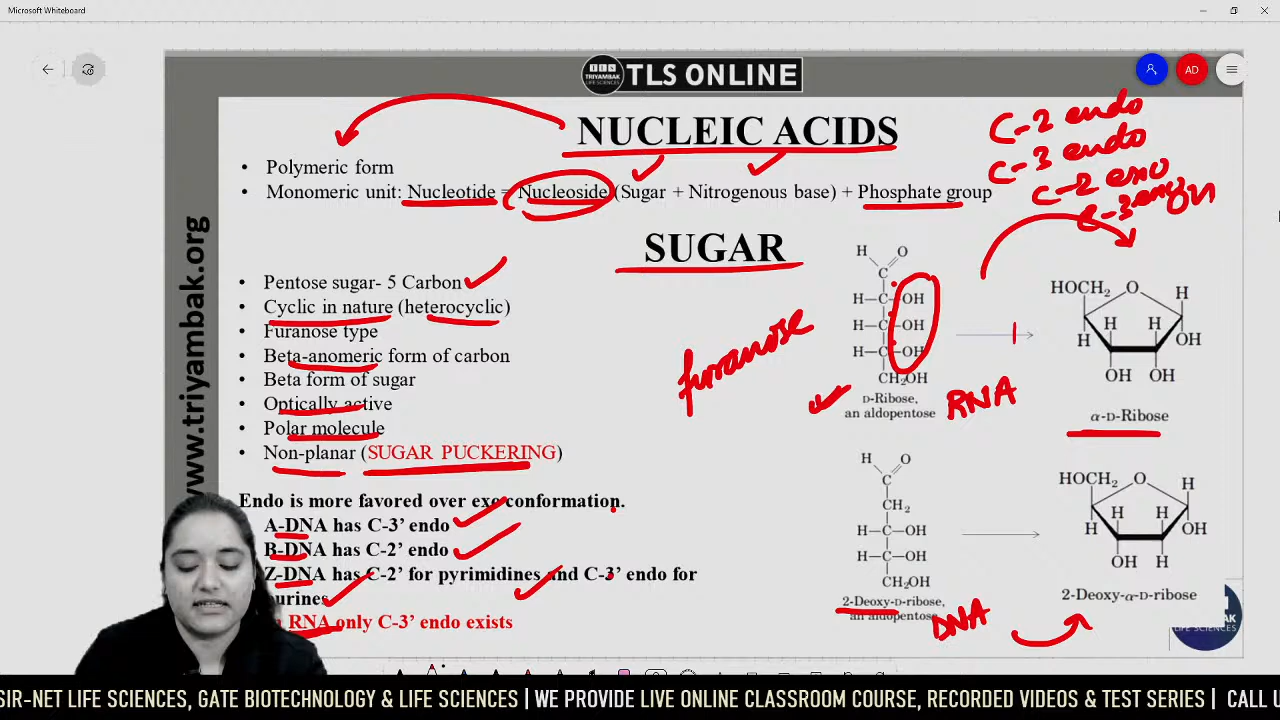 Microsoft Whiteboard
TRIYAMBAK
LIFE SCIENCES
TLS ONLINE
AD
NUCLEIC ACIDS
C-2 endo
C-3 endo
C-2 exo
• Polymeric form
• Monomeric unit: Nucleotide = Nucleoside (Sugar + Nitrogenous base) + Phosphate group
www.triyambak.org
SUGAR
• Pentose sugar- 5 Carbon
• Cyclic in nature (heterocyclic)
• Furanose type
• Beta-anomeric form of carbon
• Beta form of sugar
• Optically active
• Polar molecule
• Non-planar (SUGAR PUCKERING)
Endo is more favored over exo conformation.
A-DNA has C-3’ endo
B-DNA has C-2’ endo
Z-DNA has C-2’ for pyrimidines and C-3’ endo for
RNA only C-3’ endo exists
furanose
H O
C
H–C–OH
H–C–OH
H–C–OH
CH2OH
D-Ribose,
an aldopentose
RNA
HOCH2 O H
H H
H OH
OH OH
α-D-Ribose
H O
C
CH2
H–C–OH
H–C–OH
CH2OH
2-Deoxy-D-ribose,
an aldopentose
DNA
HOCH2 O H
H H
H OH
OH H
2-Deoxy-α-D-ribose
SIR-NET LIFE SCIENCES, GATE BIOTECHNOLOGY & LIFE SCIENCES | WE PROVIDE LIVE ONLINE CLASSROOM COURSE, RECORDED VIDEOS & TEST SERIES | CALL U